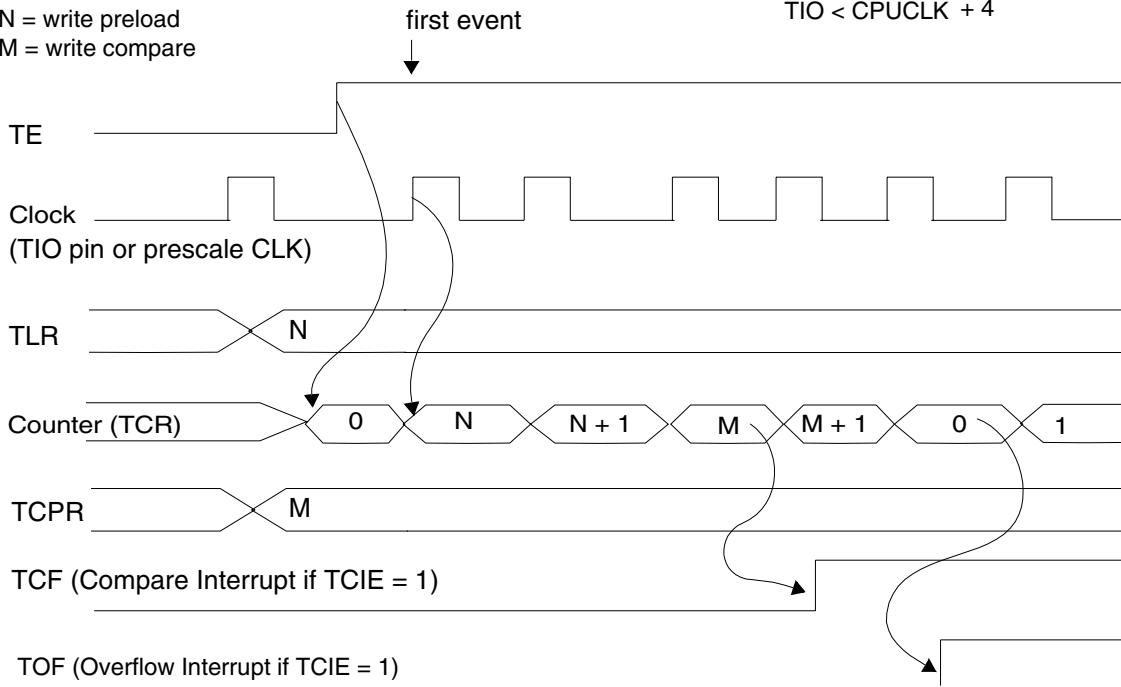 N = write preload
M = write compare
first event
TIO < CPUCLK + 4
TE
Clock
(TIO pin or prescale CLK)
TLR
N
Counter (TCR)
0
N
N + 1
M
M + 1
0
1
TCPR
M
TCF (Compare Interrupt if TCIE = 1)
TOF (Overflow Interrupt if TCIE = 1)